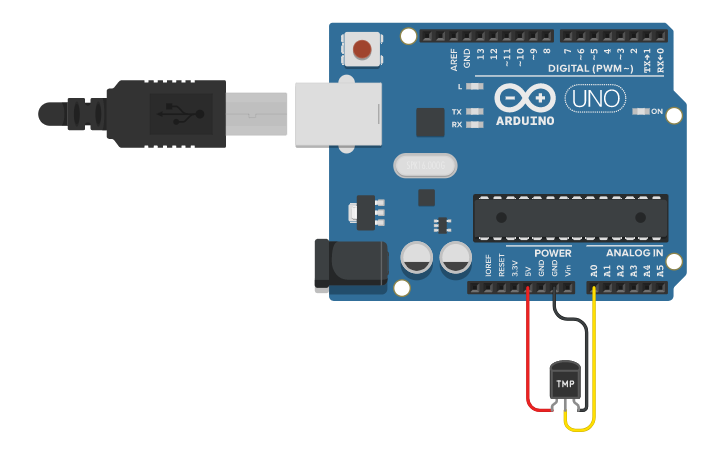 AREF
GND
13
12
~11
~10
~9
8
7
~6
~5
4
~3
2
TX→1
RX←0
DIGITAL (PWM~)
L
TX
RX
ARDUINO
UNO
ON
IOREF
RESET
3.3V
5V
GND
GND
Vin
POWER
ANALOG IN
A0
A1
A2
A3
A4
A5
TMP